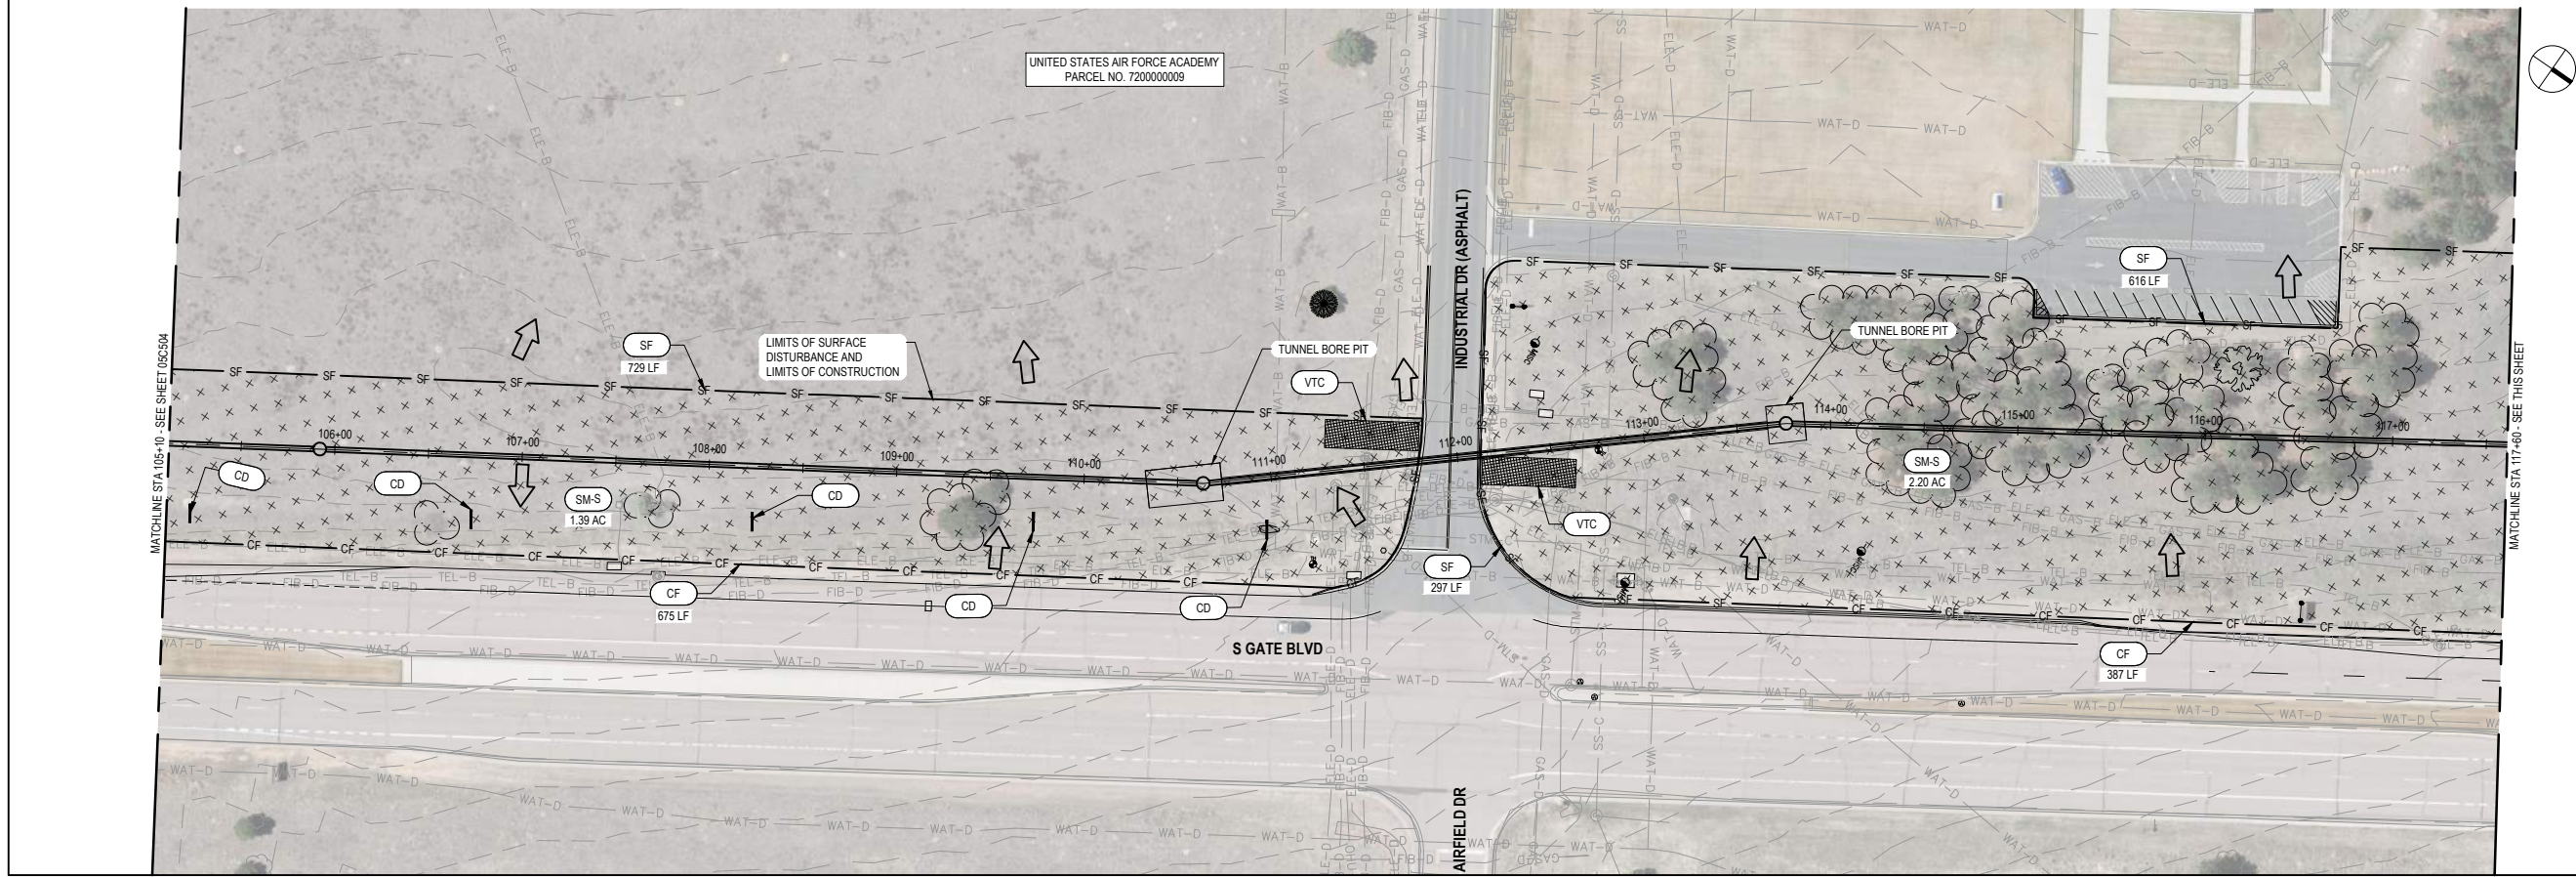 UNITED STATES AIR FORCE ACADEMY
PARCEL NO. 7200000009
MATCHLINE STA 105+10 - SEE SHEET 05C504
MATCHLINE STA 117+60 - SEE THIS SHEET
INDUSTRIAL DR (ASPHALT)
SF
616 LF
TUNNEL BORE PIT
SF
729 LF
LIMITS OF SURFACE
DISTURBANCE AND
LIMITS OF CONSTRUCTION
TUNNEL BORE PIT
VTC
106+00
107+00
108+00
109+00
110+00
111+00
112+00
113+00
114+00
115+00
116+00
117+00
CD
CD
SM-S
1.39 AC
CD
SM-S
2.20 AC
VTC
SF
297 LF
CF
675 LF
CD
CD
S GATE BLVD
CF
387 LF
AIRFIELD DR
SF
CF
WAT-D
WAT-B
ELE-B
ELE-D
FIB-B
FIB-D
GAS-D
GAS-B
TEL-B
SS-C
STM-D